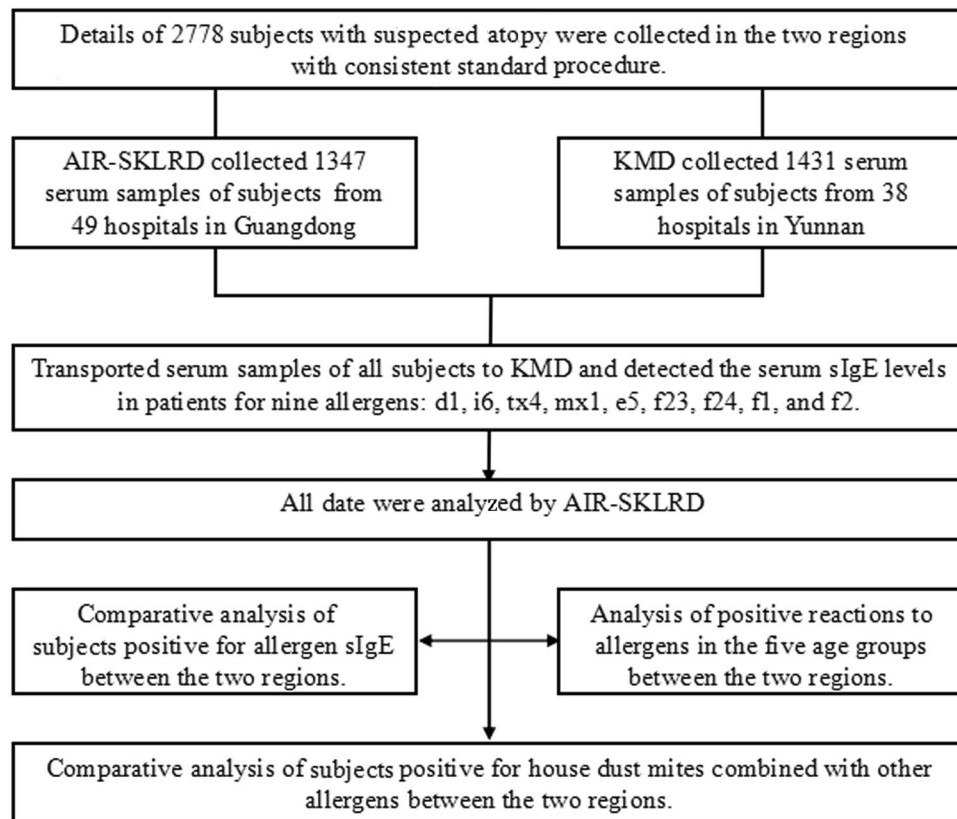 Details of 2778 subjects with suspected atopy were collected in the two regions
with consistent standard procedure.
AIR-SKLRD collected 1347
serum samples of subjects from
49 hospitals in Guangdong
KMD collected 1431 serum
samples of subjects from 38
hospitals in Yunnan
Transported serum samples of all subjects to KMD and detected the serum sIgE levels
in patients for nine allergens: d1, i6, tx4, mx1, e5, f23, f24, f1, and f2.
All date were analyzed by AIR-SKLRD
Comparative analysis of
subjects positive for allergen sIgE
between the two regions.
Analysis of positive reactions to
allergens in the five age groups
between the two regions.
Comparative analysis of subjects positive for house dust mites combined with other
allergens between the two regions.